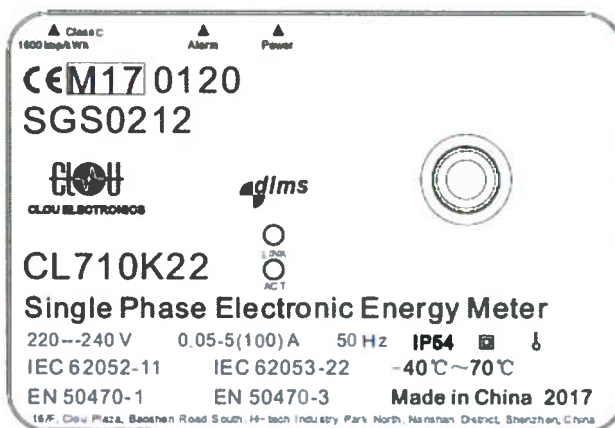 Class C
1600 imp/kWh
Alarm
Power
CE M17 0120
SGS0212
CLOU
CLOU ELECTRONICS
dlms
LINK
ACT
CL710K22
Single Phase Electronic Energy Meter
220---240 V 0.05-5(100) A 50 Hz IP54
IEC 62052-11 IEC 62053-22 -40℃~70℃
EN 50470-1 EN 50470-3 Made in China 2017
16/F, Clou Plaza, Baoshen Road South, Hi-tech Industry Park North, Nanshan District, Shenzhen, China